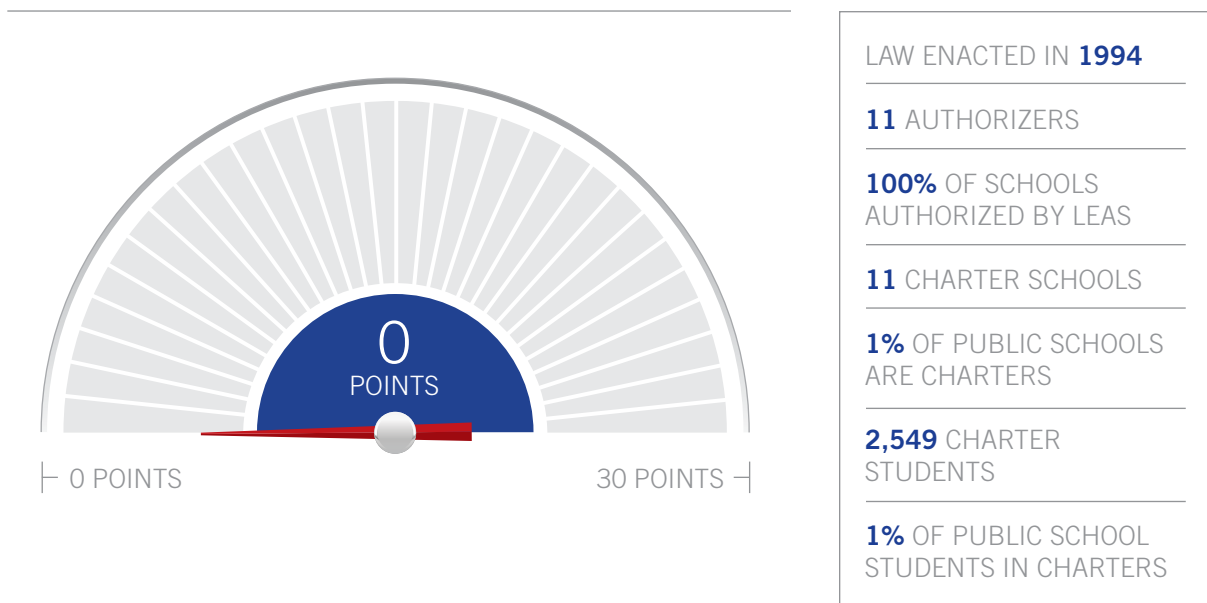 0
POINTS
0 POINTS
30 POINTS
LAW ENACTED IN 1994
11 AUTHORIZERS
100% OF SCHOOLS
AUTHORIZED BY LEAS
11 CHARTER SCHOOLS
1% OF PUBLIC SCHOOLS
ARE CHARTERS
2,549 CHARTER
STUDENTS
1% OF PUBLIC SCHOOL
STUDENTS IN CHARTERS